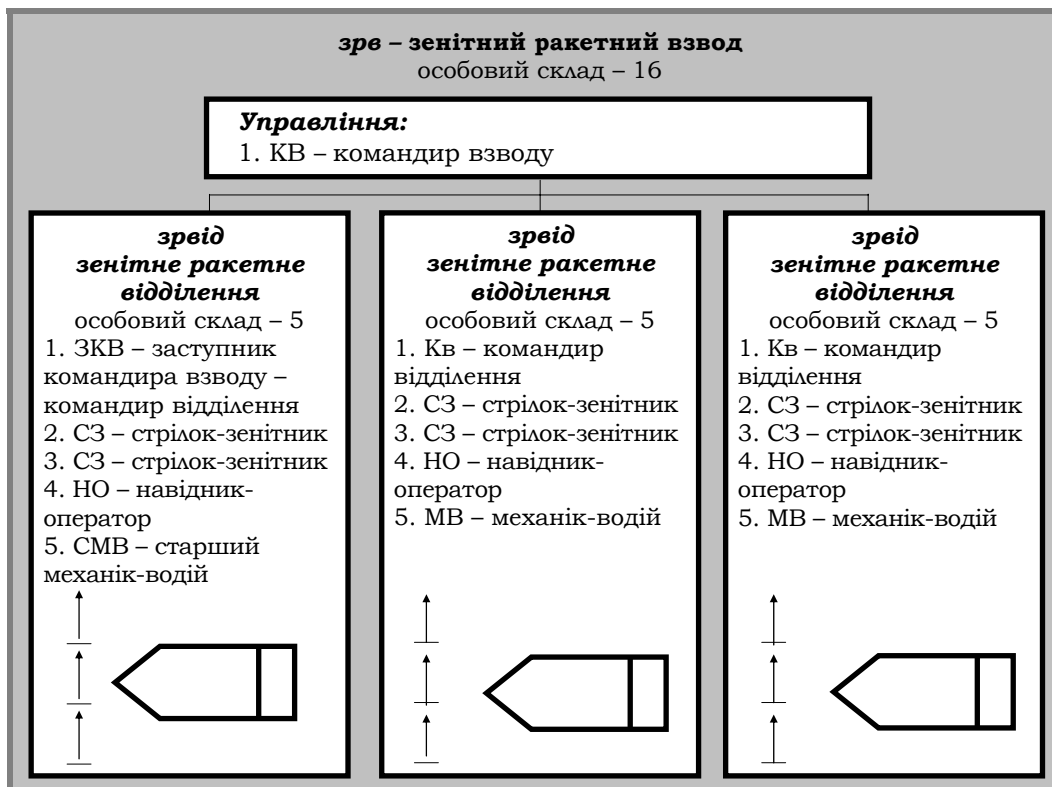 зрв – зенітний ракетний взвод
особовий склад – 16
Управління:
1. КВ – командир взводу
зрвід
зенітне ракетне
відділення
особовий склад – 5
1. ЗКВ – заступник
командира взводу –
командир відділення
2. СЗ – стрілок-зенітник
3. СЗ – стрілок-зенітник
4. НО – навідник-
оператор
5. СМВ – старший
механік-водій
зрвід
зенітне ракетне
відділення
особовий склад – 5
1. Кв – командир
відділення
2. СЗ – стрілок-зенітник
3. СЗ – стрілок-зенітник
4. НО – навідник-
оператор
5. МВ – механік-водій
зрвід
зенітне ракетне
відділення
особовий склад – 5
1. Кв – командир
відділення
2. СЗ – стрілок-зенітник
3. СЗ – стрілок-зенітник
4. НО – навідник-
оператор
5. МВ – механік-водій